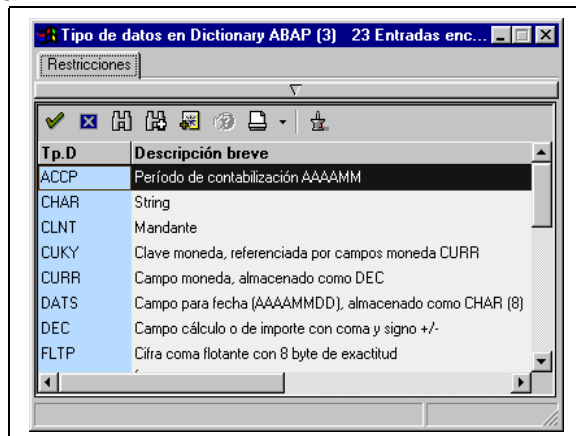 Tipo de datos en Dictionary ABAP (3) 23 Entradas enc...
Restricciones
Tp.D Descripción breve
ACCP Período de contabilización AAAAMM
CHAR String
CLNT Mandante
CUKY Clave moneda, referenciada por campos moneda CURR
CURR Campo moneda, almacenado como DEC
DATS Campo para fecha (AAAAMMDD), almacenado como CHAR (8)
DEC Campo cálculo o de importe con coma y signo +/-
FLTP Cifra coma flotante con 8 byte de exactitud